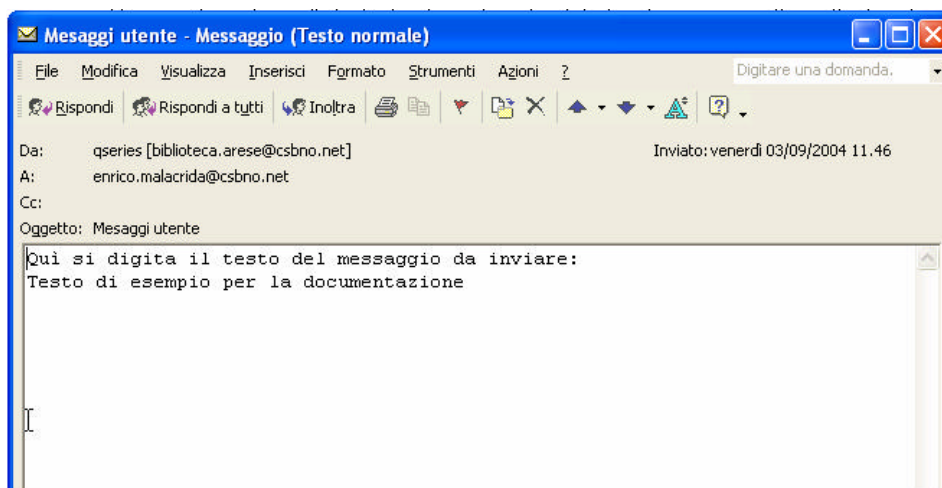 Mesaggi utente - Messaggio (Testo normale)
File Modifica Visualizza Inserisci Formato Strumenti Azioni ? Digitare una domanda.
Rispondi Rispondi a tutti Inoltra
Da: qseries [biblioteca.arese@csbno.net] Inviato: venerdì 03/09/2004 11.46
A: enrico.malacrida@csbno.net
Cc:
Oggetto: Mesaggi utente
Quì si digita il testo del messaggio da inviare:
Testo di esempio per la documentazione